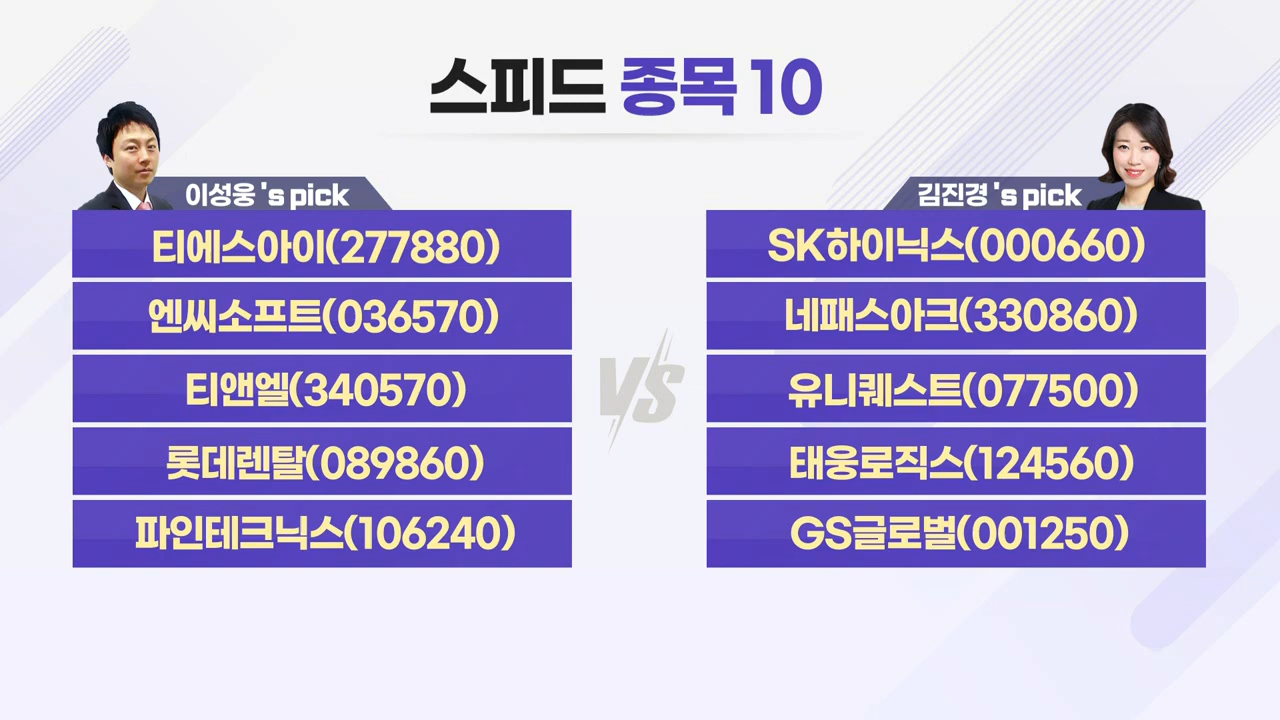 스피드 종목 10
이성웅 's pick
티에스아이(277880)
엔씨소프트(036570)
티앤엘(340570)
롯데렌탈(089860)
파인테크닉스(106240)
VS
김진경 's pick
SK하이닉스(000660)
네패스아크(330860)
유니퀘스트(077500)
태웅로직스(124560)
GS글로벌(001250)